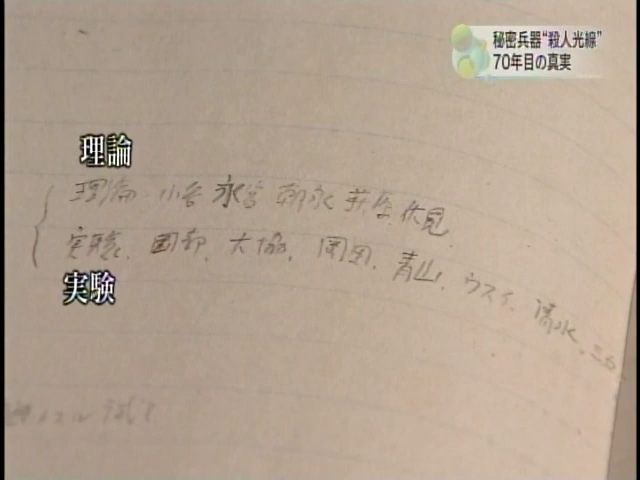 秘密兵器“殺人光線”
70年目の真実
理論
理論 小谷 永宮 朝永 萩原 伏見
実験、岡部、大脇、岡田、青山、ウスイ、清水、
実験